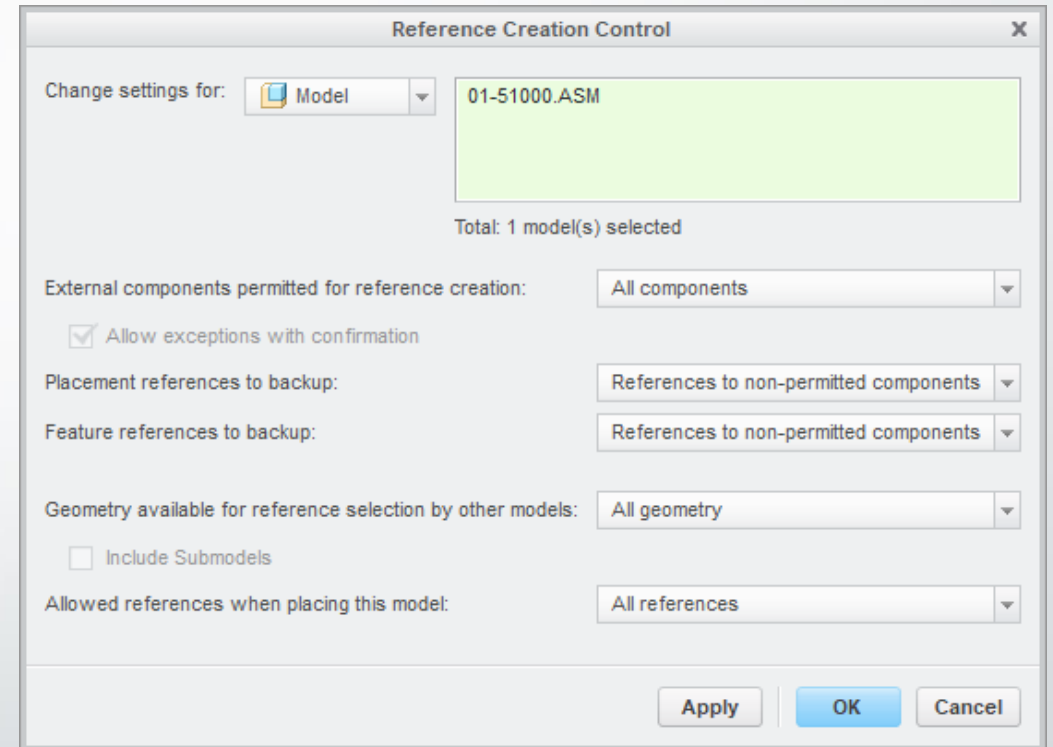 Reference Creation Control
Change settings for: Model 01-51000.ASM
Total: 1 model(s) selected
External components permitted for reference creation: All components
Allow exceptions with confirmation
Placement references to backup: References to non-permitted components
Feature references to backup: References to non-permitted components
Geometry available for reference selection by other models: All geometry
Include Submodels
Allowed references when placing this model: All references
Apply OK Cancel